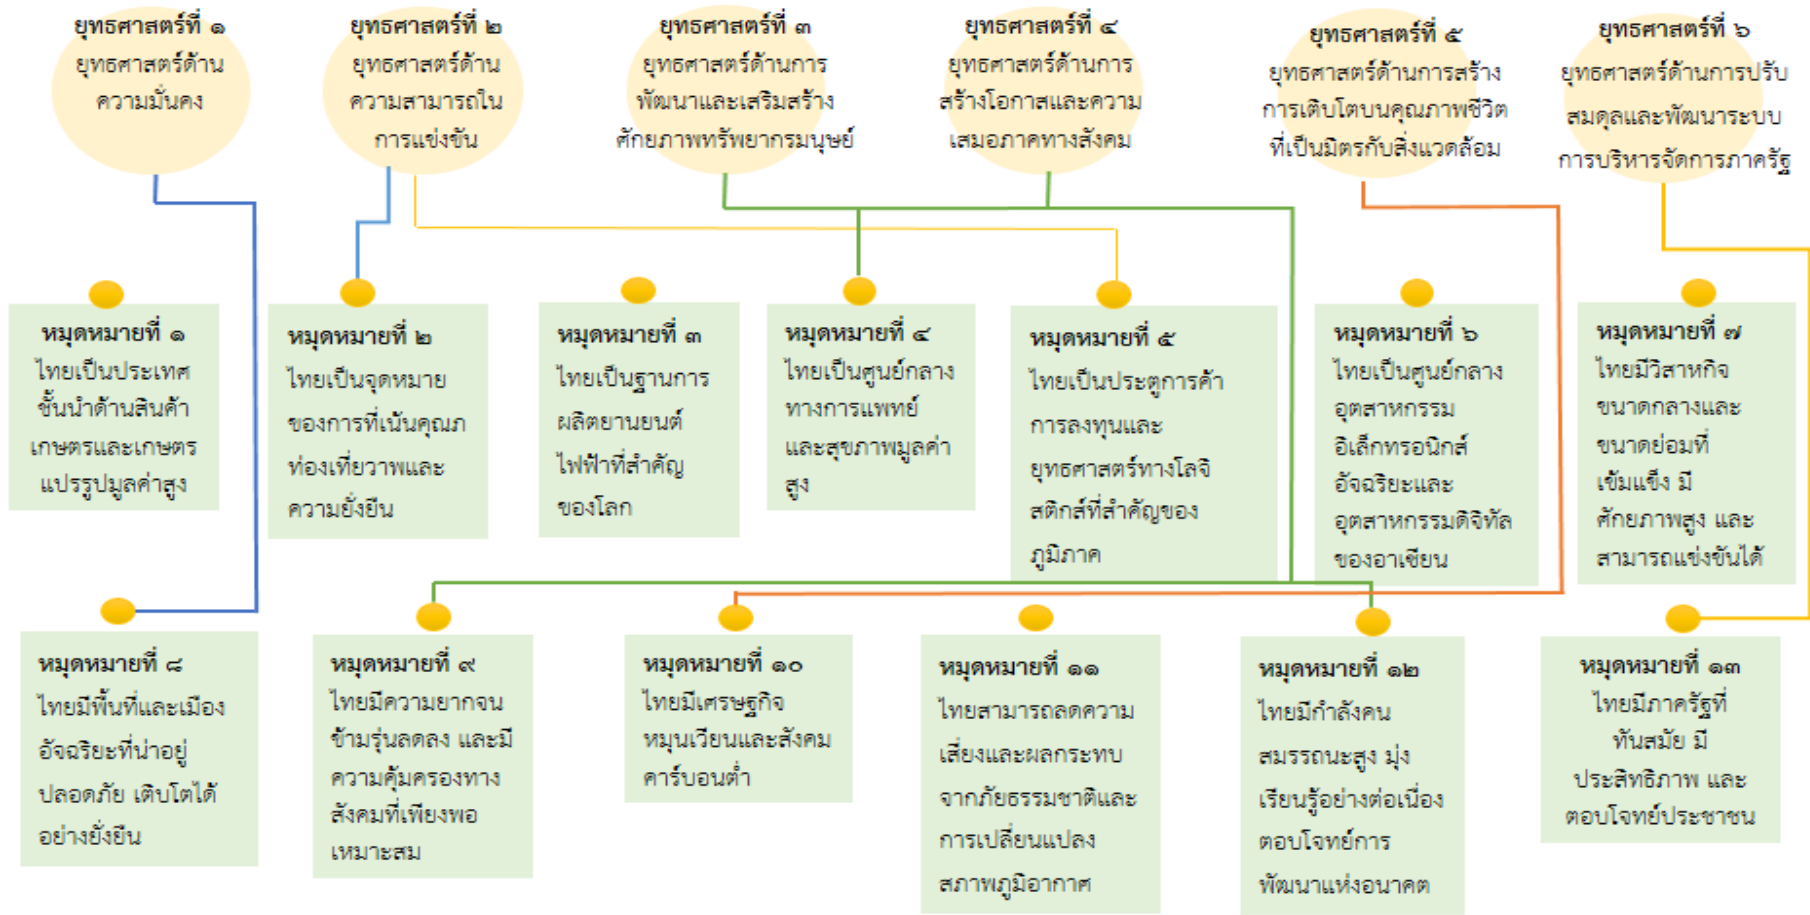 ยุทธศาสตร์ที่ ๑
ยุทธศาสตร์ด้าน
ความมั่นคง
ยุทธศาสตร์ที่ ๒
ยุทธศาสตร์ด้าน
ความสามารถใน
การแข่งขัน
ยุทธศาสตร์ที่ ๓
ยุทธศาสตร์ด้านการ
พัฒนาและเสริมสร้าง
ศักยภาพทรัพยากรมนุษย์
ยุทธศาสตร์ที่ ๔
ยุทธศาสตร์ด้านการ
สร้างโอกาสและความ
เสมอภาคทางสังคม
ยุทธศาสตร์ที่ ๕
ยุทธศาสตร์ด้านการสร้าง
การเติบโตบนคุณภาพชีวิต
ที่เป็นมิตรกับสิ่งแวดล้อม
ยุทธศาสตร์ที่ ๖
ยุทธศาสตร์ด้านการปรับ
สมดุลและพัฒนาระบบ
การบริหารจัดการภาครัฐ
หมุดหมายที่ ๑
ไทยเป็นประเทศ
ชั้นนำด้านสินค้า
เกษตรและเกษตร
แปรรูปมูลค่าสูง
หมุดหมายที่ ๒
ไทยเป็นจุดหมาย
ของการที่เน้นคุณภ
ท่องเที่ยวาพและ
ความยั่งยืน
หมุดหมายที่ ๓
ไทยเป็นฐานการ
ผลิตยานยนต์
ไฟฟ้าที่สำคัญ
ของโลก
หมุดหมายที่ ๔
ไทยเป็นศูนย์กลาง
ทางการแพทย์
และสุขภาพมูลค่า
สูง
หมุดหมายที่ ๕
ไทยเป็นประตูการค้า
การลงทุนและ
ยุทธศาสตร์ทางโลจิ
สติกส์ที่สำคัญของ
ภูมิภาค
หมุดหมายที่ ๖
ไทยเป็นศูนย์กลาง
อุตสาหกรรม
อิเล็กทรอนิกส์
อัจฉริยะและ
อุตสาหกรรมดิจิทัล
ของอาเซียน
หมุดหมายที่ ๗
ไทยมีวิสาหกิจ
ขนาดกลางและ
ขนาดย่อมที่
เข้มแข็ง มี
ศักยภาพสูง และ
สามารถแข่งขันได้
หมุดหมายที่ ๘
ไทยมีพื้นที่และเมือง
อัจฉริยะที่น่าอยู่
ปลอดภัย เติบโตได้
อย่างยั่งยืน
หมุดหมายที่ ๙
ไทยมีความยากจน
ข้ามรุ่นลดลง และมี
ความคุ้มครองทาง
สังคมที่เพียงพอ
เหมาะสม
หมุดหมายที่ ๑๐
ไทยมีเศรษฐกิจ
หมุนเวียนและสังคม
คาร์บอนต่ำ
หมุดหมายที่ ๑๑
ไทยสามารถลดความ
เสี่ยงและผลกระทบ
จากภัยธรรมชาติและ
การเปลี่ยนแปลง
สภาพภูมิอากาศ
หมุดหมายที่ ๑๒
ไทยมีกำลังคน
สมรรถนะสูง มุ่ง
เรียนรู้อย่างต่อเนื่อง
ตอบโจทย์การ
พัฒนาแห่งอนาคต
หมุดหมายที่ ๑๓
ไทยมีภาครัฐที่
ทันสมัย มี
ประสิทธิภาพ และ
ตอบโจทย์ประชาชน